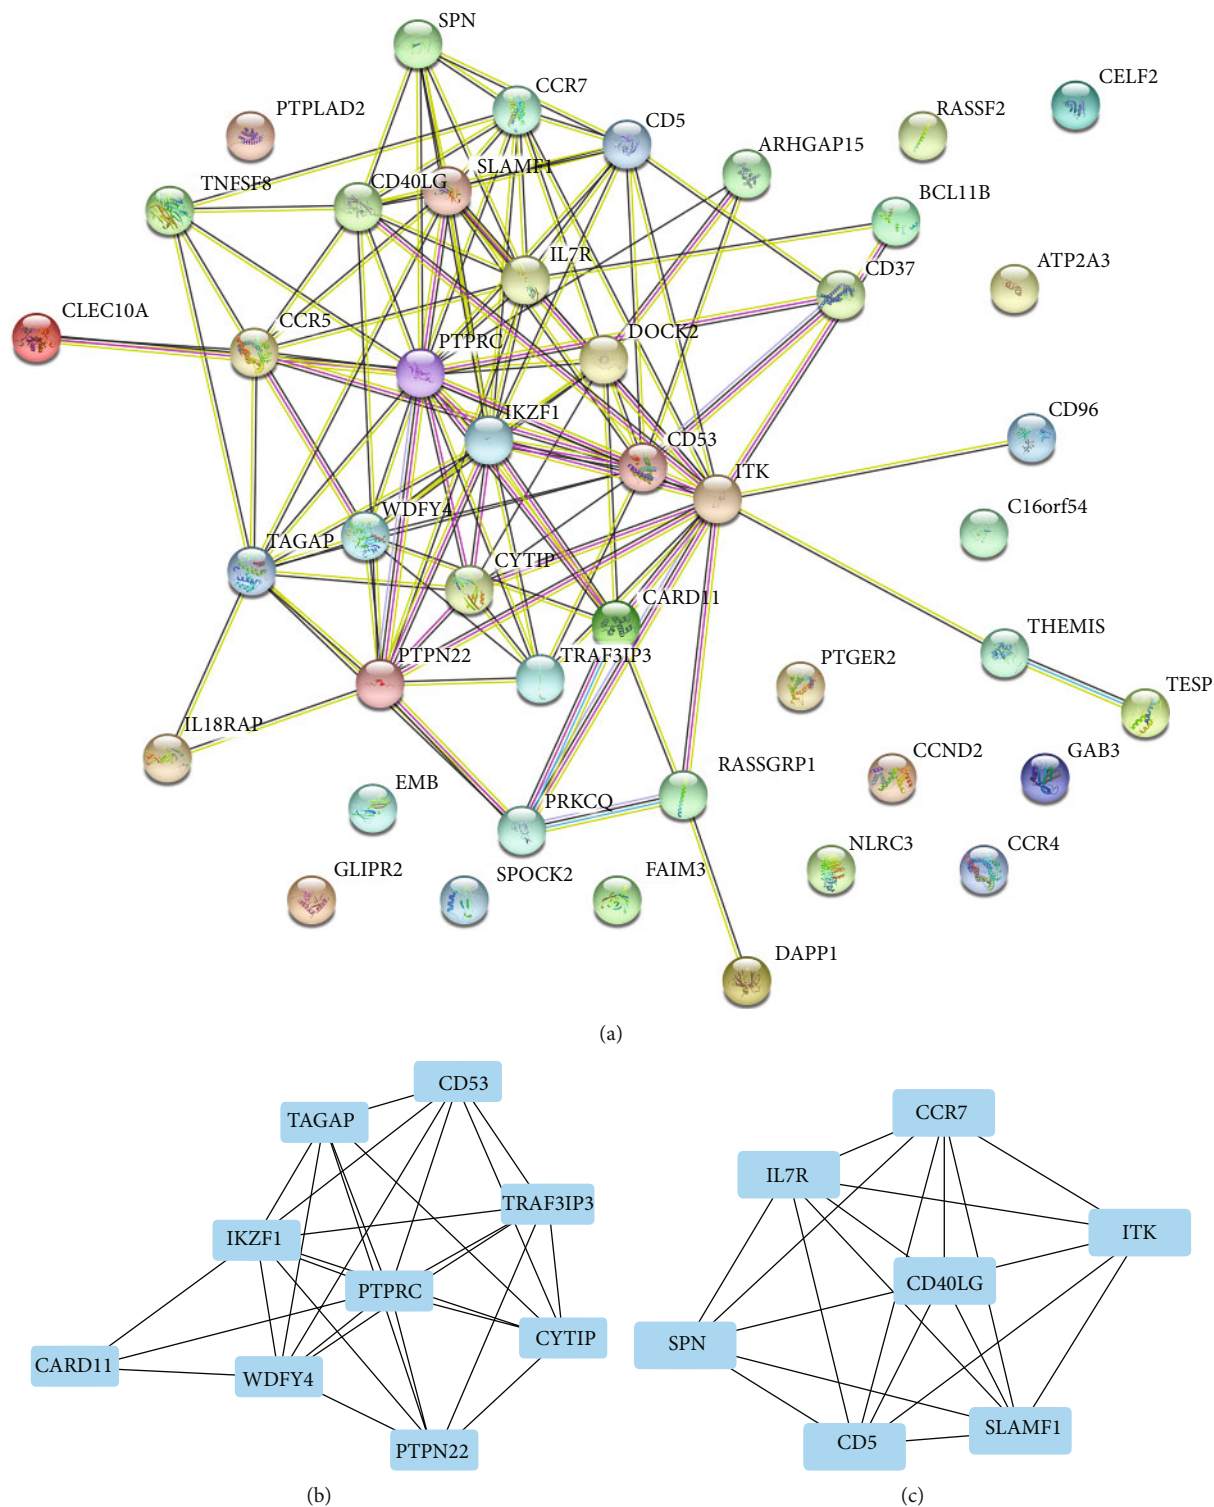 SPN
CCR7
CELF2
PTPLAD2
RASSF2
CD5
ARHGAP15
SLAMF1
TNFSF8
CD40LG
BCL11B
IL7R
ATP2A3
CD37
CLEC10A
CCR5
DOCK2
PTPRC
IKZF1
CD96
CD53
ITK
C16orf54
WDFY4
TAGAP
CYTIP
CARD11
THEMIS
PTPN22
TRAF3IP3
PTGER2
TESP
IL18RAP
CCND2
GAB3
RASSGRP1
EMB
PRKCQ
NLRC3
CCR4
GLIPR2
SPOCK2
FAIM3
DAPP1
(a)
CD53
TAGAP
TRAF3IP3
IKZF1
PTPRC
CYTIP
CARD11
WDFY4
PTPN22
(b)
CCR7
IL7R
ITK
CD40LG
SPN
SLAMF1
CD5
(c)